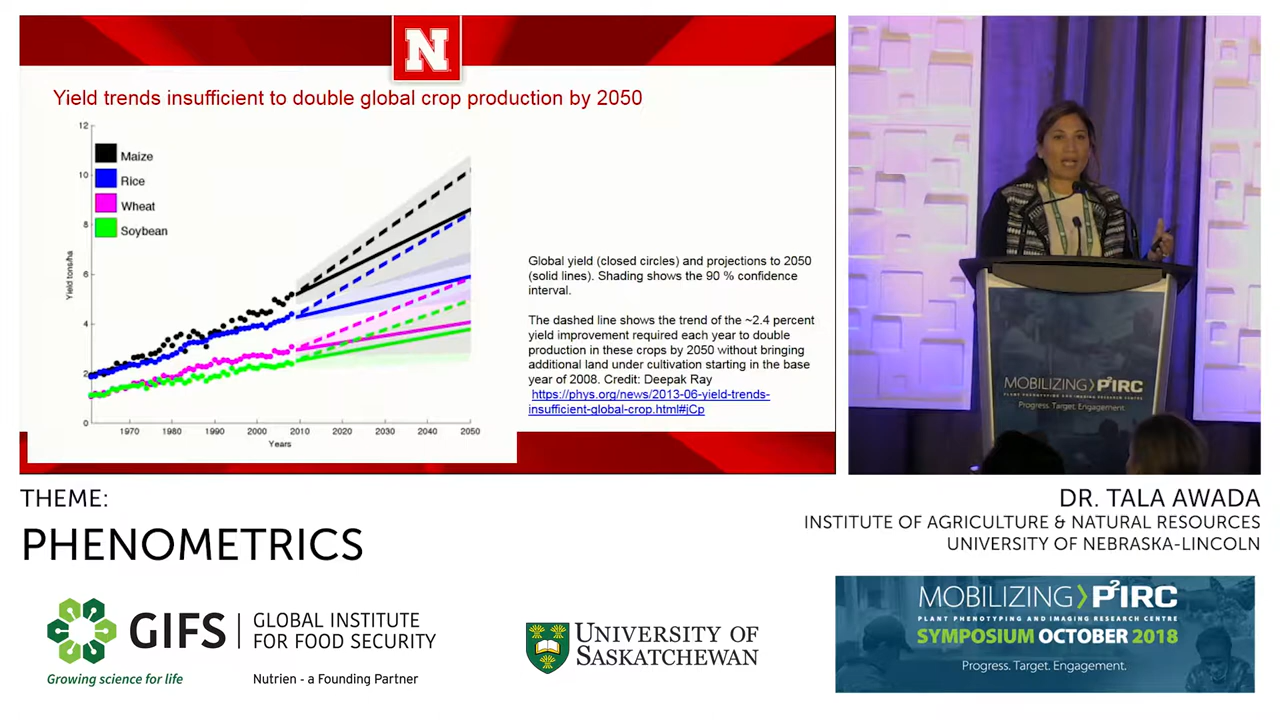 N
Yield trends insufficient to double global crop production by 2050
12
10
8
6
4
2
0
Yield tons/ha
Maize
Rice
Wheat
Soybean
1970 1980 1990 2000 2010 2020 2030 2040 2050
Years
Global yield (closed circles) and projections to 2050
(solid lines). Shading shows the 90 % confidence
interval.
The dashed line shows the trend of the ~2.4 percent
yield improvement required each year to double
production in these crops by 2050 without bringing
additional land under cultivation starting in the base
year of 2008. Credit: Deepak Ray
https://phys.org/news/2013-06-yield-trends-
insufficient-global-crop.html#jCp
MOBILIZING>P²IRC
PLANT PHENOTYPING AND IMAGING RESEARCH CENTRE
Progress. Target. Engagement.
THEME:
PHENOMETRICS
DR. TALA AWADA
INSTITUTE OF AGRICULTURE & NATURAL RESOURCES
UNIVERSITY OF NEBRASKA-LINCOLN
GIFS
GLOBAL INSTITUTE
FOR FOOD SECURITY
Growing science for life
Nutrien - a Founding Partner
UNIVERSITY OF
SASKATCHEWAN
MOBILIZING>P²IRC
PLANT PHENOTYPING AND IMAGING RESEARCH CENTRE
SYMPOSIUM OCTOBER 2018
Progress. Target. Engagement.